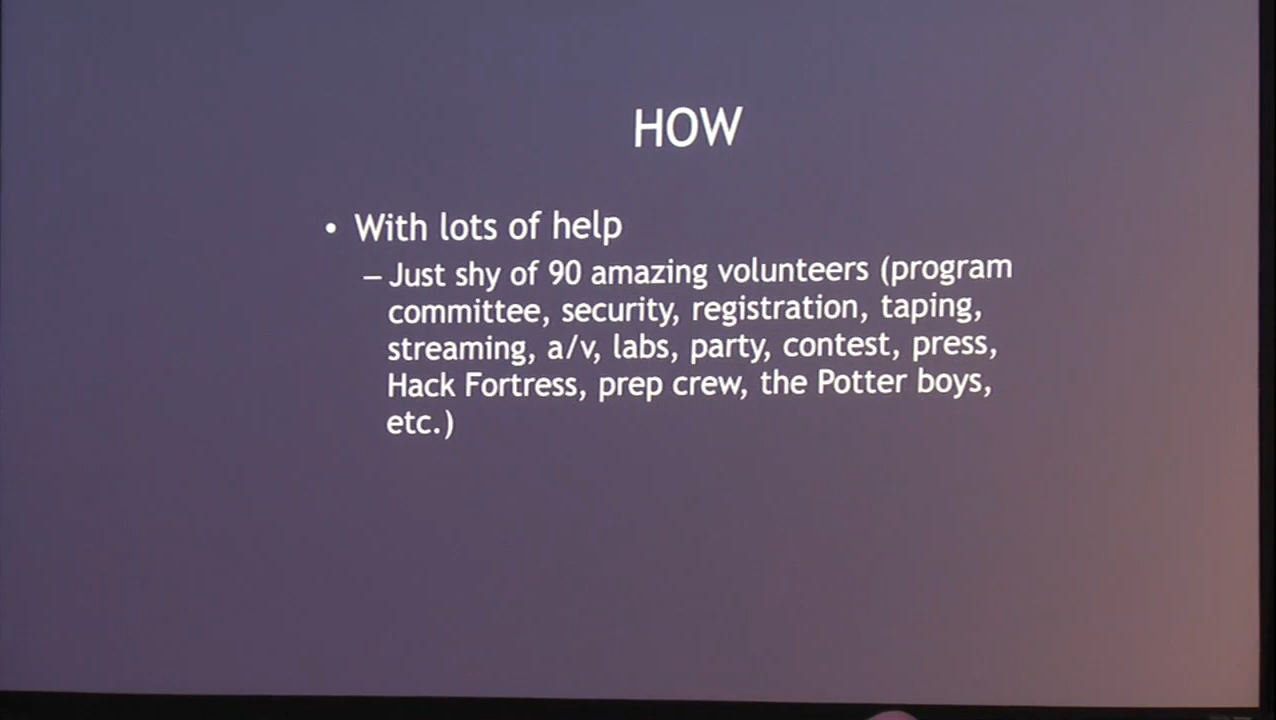 HOW
• With lots of help
– Just shy of 90 amazing volunteers (program
committee, security, registration, taping,
streaming, a/v, labs, party, contest, press,
Hack Fortress, prep crew, the Potter boys,
etc.)